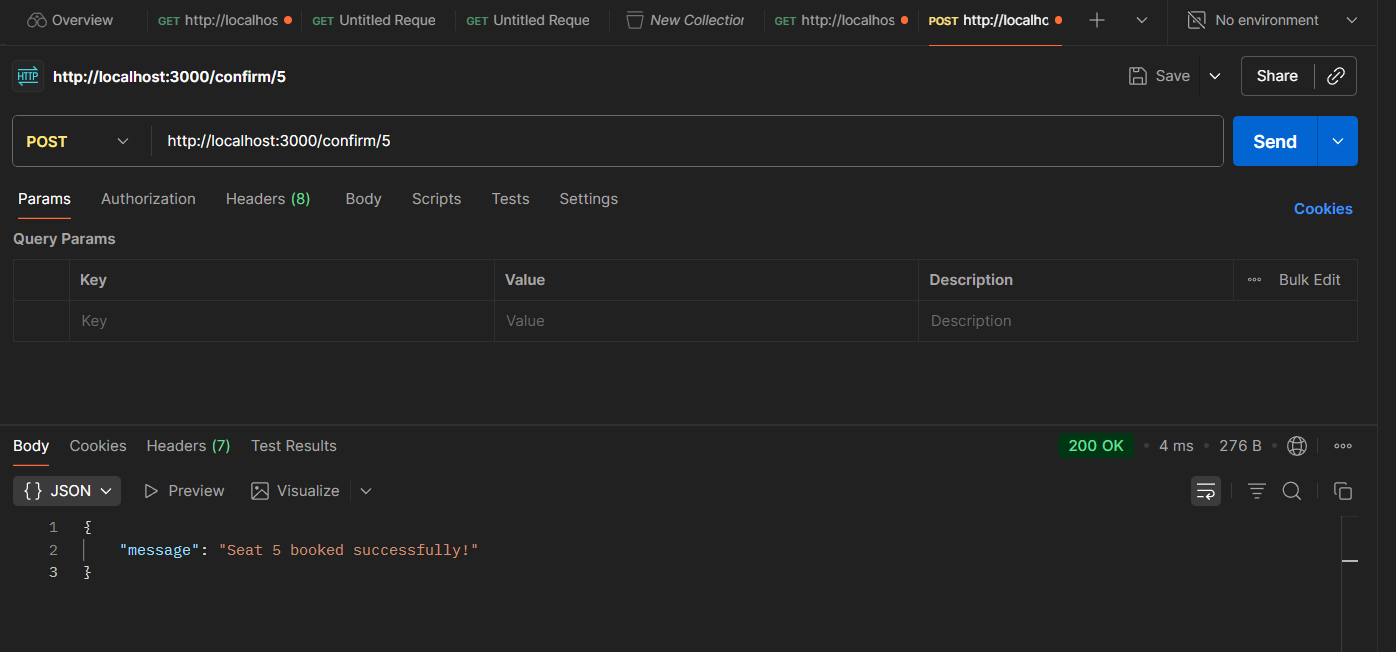 Overview GET http://localhos GET Untitled Reque GET Untitled Reque New Collection GET http://localhos POST http://localho No environment
HTTP http://localhost:3000/confirm/5 Save Share
POST http://localhost:3000/confirm/5 Send
Params Authorization Headers (8) Body Scripts Tests Settings Cookies
Query Params
Key Value Description Bulk Edit
Key Value Description
Body Cookies Headers (7) Test Results 200 OK 4 ms 276 B
{} JSON Preview Visualize
1 {
2 "message": "Seat 5 booked successfully!"
3 }